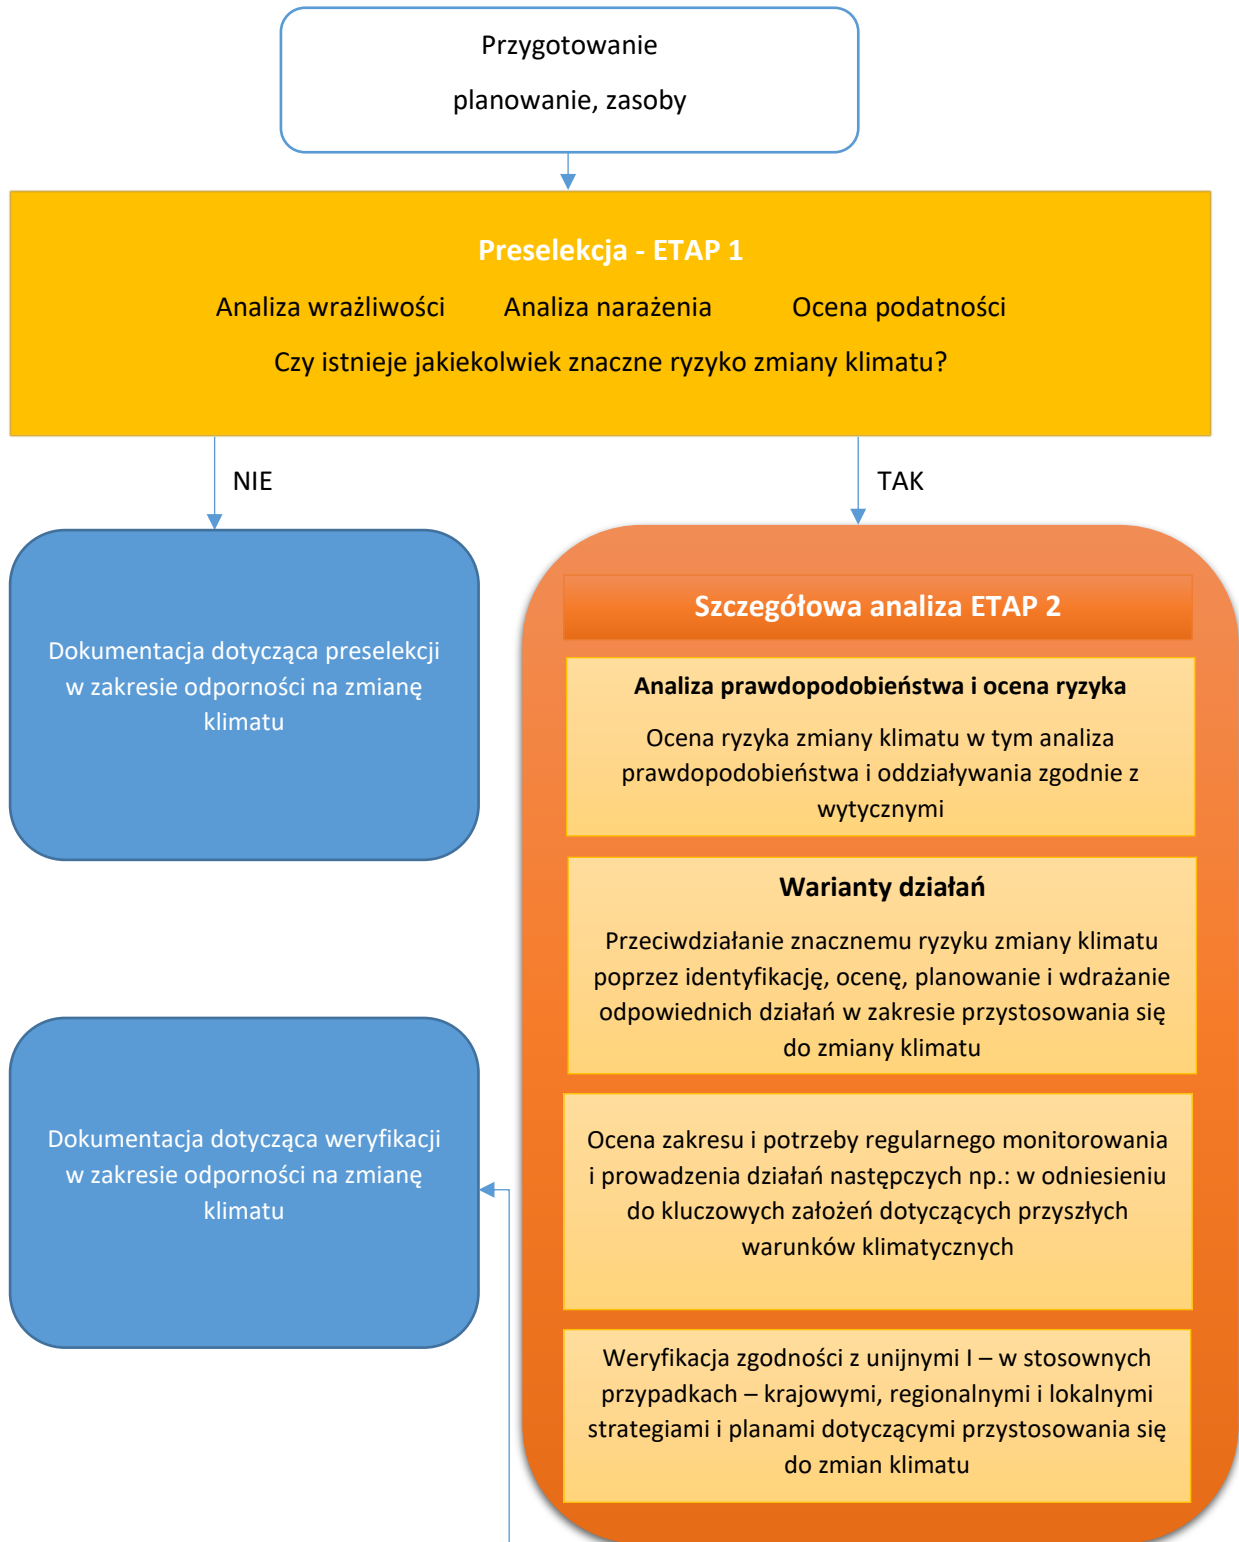 Przygotowanie
planowanie, zasoby
Preselekcja - ETAP 1
Analiza wrażliwości Analiza narażenia Ocena podatności
Czy istnieje jakiekolwiek znaczne ryzyko zmiany klimatu?
NIE
TAK
Dokumentacja dotycząca preselekcji
w zakresie odporności na zmianę
klimatu
Szczegółowa analiza ETAP 2
Analiza prawdopodobieństwa i ocena ryzyka
Ocena ryzyka zmiany klimatu w tym analiza
prawdopodobieństwa i oddziaływania zgodnie z
wytycznymi
Warianty działań
Przeciwdziałanie znacznemu ryzyku zmiany klimatu
poprzez identyfikację, ocenę, planowanie i wdrażanie
odpowiednich działań w zakresie przystosowania się
do zmiany klimatu
Dokumentacja dotycząca weryfikacji
w zakresie odporności na zmianę
klimatu
Ocena zakresu i potrzeby regularnego monitorowania
i prowadzenia działań następczych np.: w odniesieniu
do kluczowych założeń dotyczących przyszłych
warunków klimatycznych
Weryfikacja zgodności z unijnymi I – w stosownych
przypadkach – krajowymi, regionalnymi i lokalnymi
strategiami i planami dotyczącymi przystosowania się
do zmian klimatu